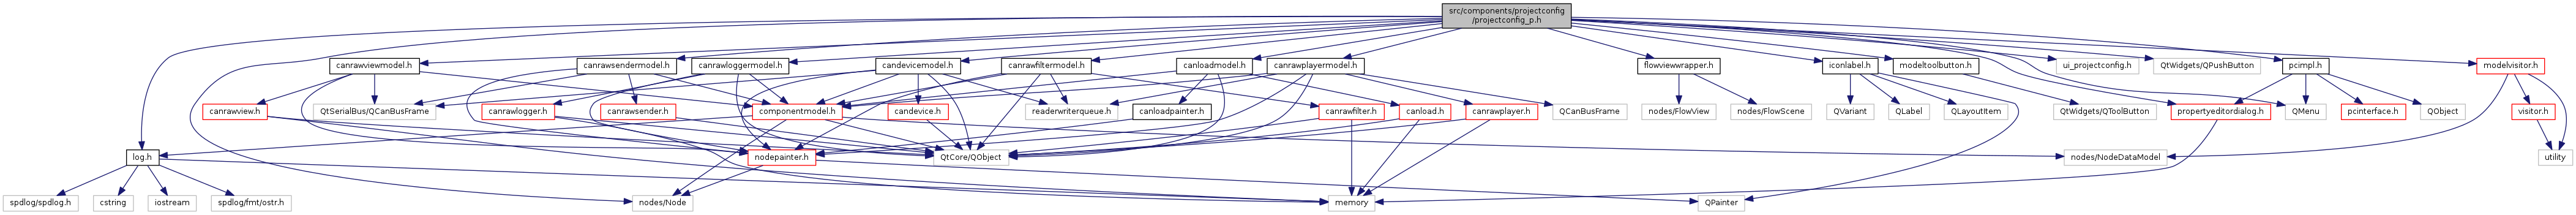 src/components/projectconfig
/projectconfig_p.h
canrawviewmodel.h
canrawsendermodel.h
canrawloggermodel.h
candevicemodel.h
canrawfiltermodel.h
canloadmodel.h
canrawplayermodel.h
flowviewwrapper.h
iconlabel.h
modeltoolbutton.h
ui_projectconfig.h
QtWidgets/QPushButton
pcimpl.h
modelvisitor.h
canrawview.h
QtSerialBus/QCanBusFrame
canrawlogger.h
canrawsender.h
componentmodel.h
candevice.h
readerwriterqueue.h
canloadpainter.h
canrawfilter.h
canload.h
canrawplayer.h
QCanBusFrame
nodes/FlowView
nodes/FlowScene
QVariant
QLabel
QLayoutItem
QtWidgets/QToolButton
propertyeditordialog.h
QMenu
pcinterface.h
QObject
visitor.h
log.h
nodepainter.h
QtCore/QObject
nodes/NodeDataModel
utility
spdlog/spdlog.h
cstring
iostream
spdlog/fmt/ostr.h
nodes/Node
memory
QPainter